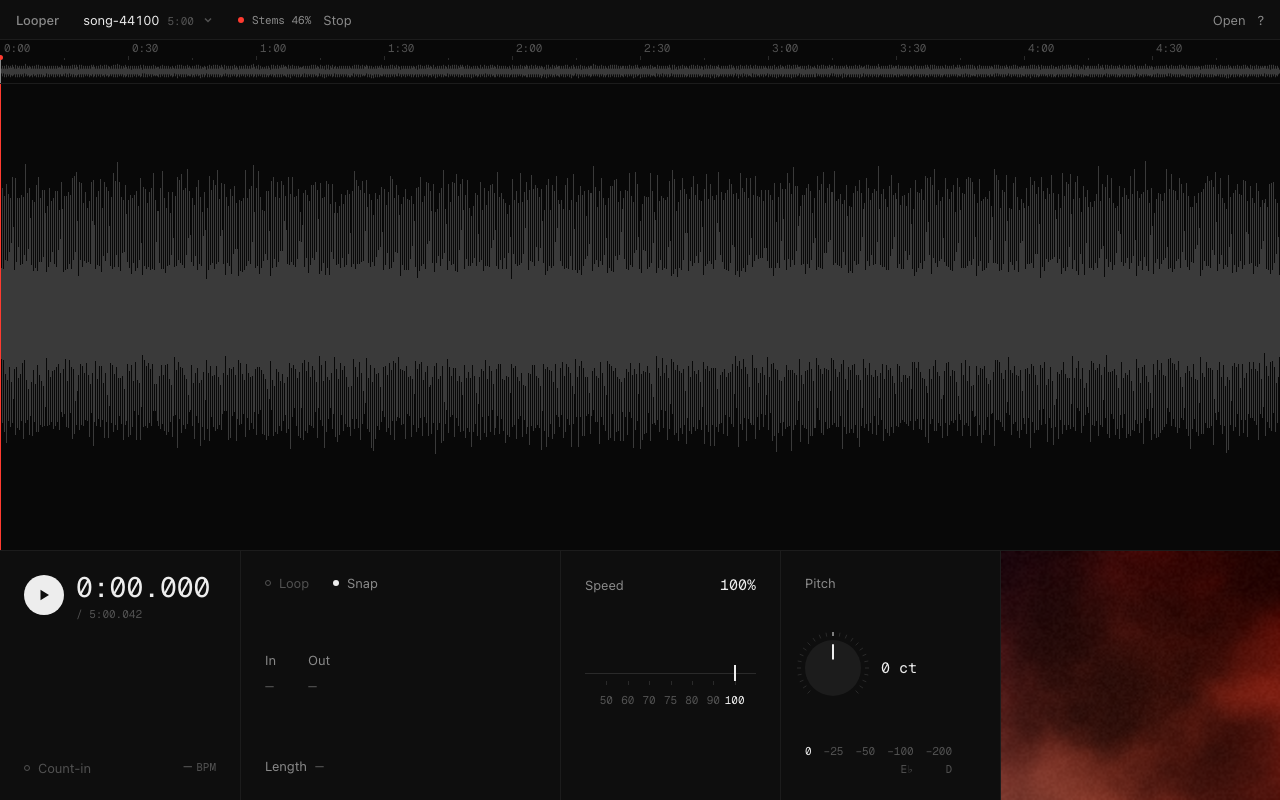 Looper song-44100 5:00 Stems 46% Stop Open ?
0:00 0:30 1:00 1:30 2:00 2:30 3:00 3:30 4:00 4:30
0:00.000
/ 5:00.042
Count-in — BPM
Loop Snap
In Out
— —
Length —
Speed 100%
50 60 70 75 80 90 100
Pitch
0 ct
0 −25 −50 −100 −200
E♭ D